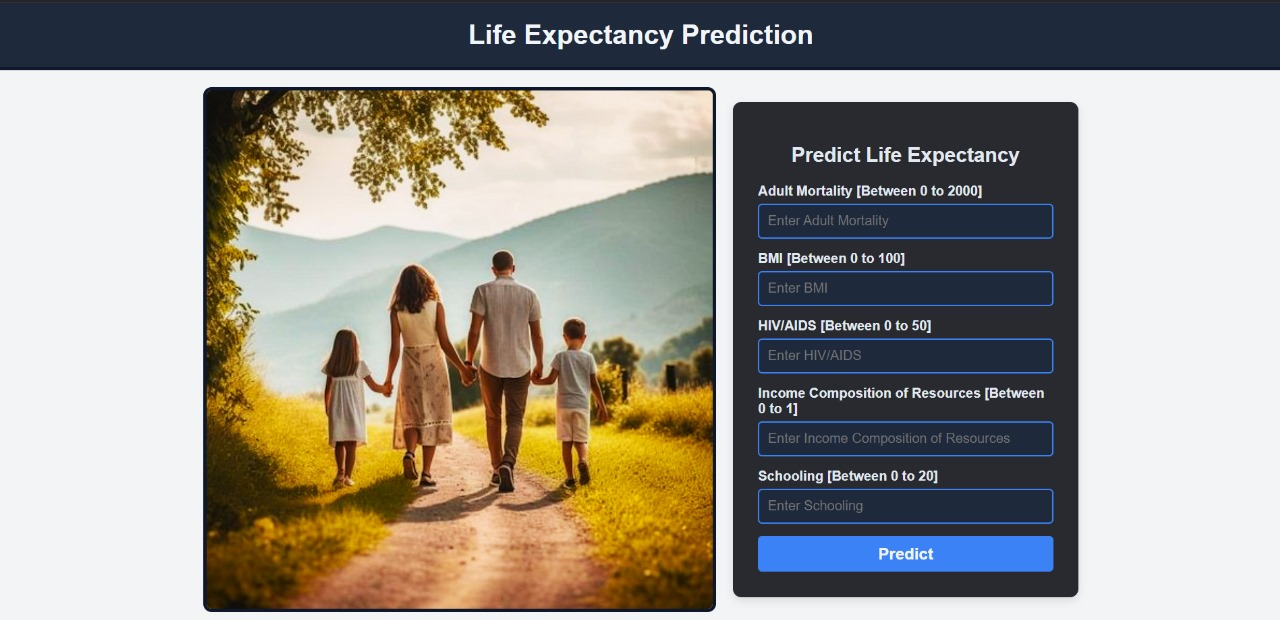 Life Expectancy Prediction
Predict Life Expectancy
Adult Mortality [Between 0 to 2000]
Enter Adult Mortality
BMI [Between 0 to 100]
Enter BMI
HIV/AIDS [Between 0 to 50]
Enter HIV/AIDS
Income Composition of Resources [Between
0 to 1]
Enter Income Composition of Resources
Schooling [Between 0 to 20]
Enter Schooling
Predict